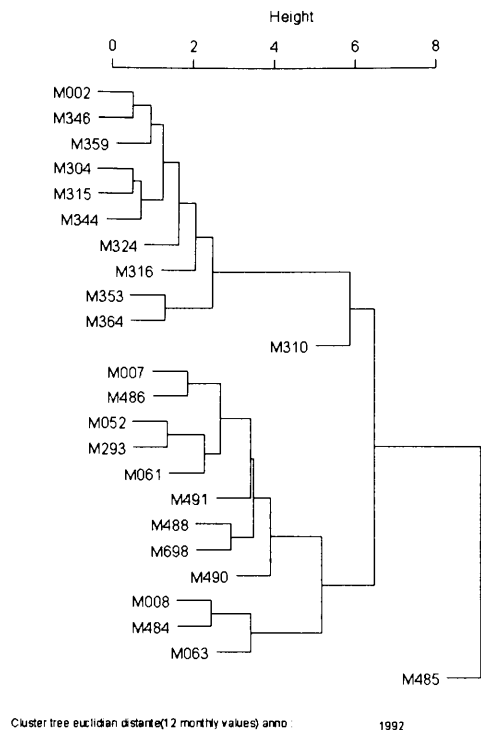 Height
0 2 4 6 8
M002
M346
M359
M304
M315
M344
M324
M316
M353
M364
M310
M007
M486
M052
M293
M061
M491
M488
M698
M490
M008
M484
M063
M485
Cluster tree euclidian distante(12 monthly values) anno : 1992